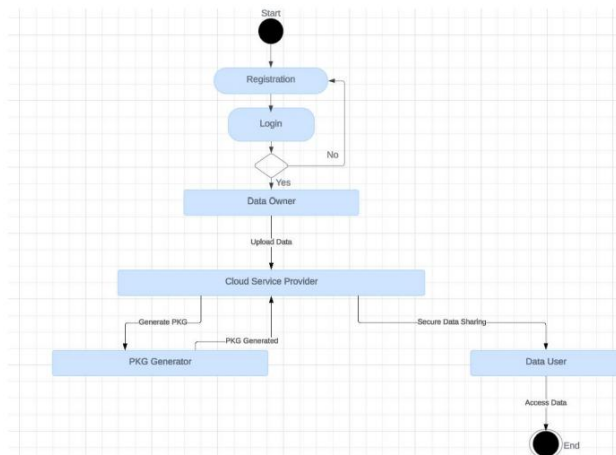 Start
Registration
Login
No
Yes
Data Owner
Upload Data
Cloud Service Provider
Generate PKG
Secure Data Sharing
PKG Generated
PKG Generator
Data User
Access Data
End